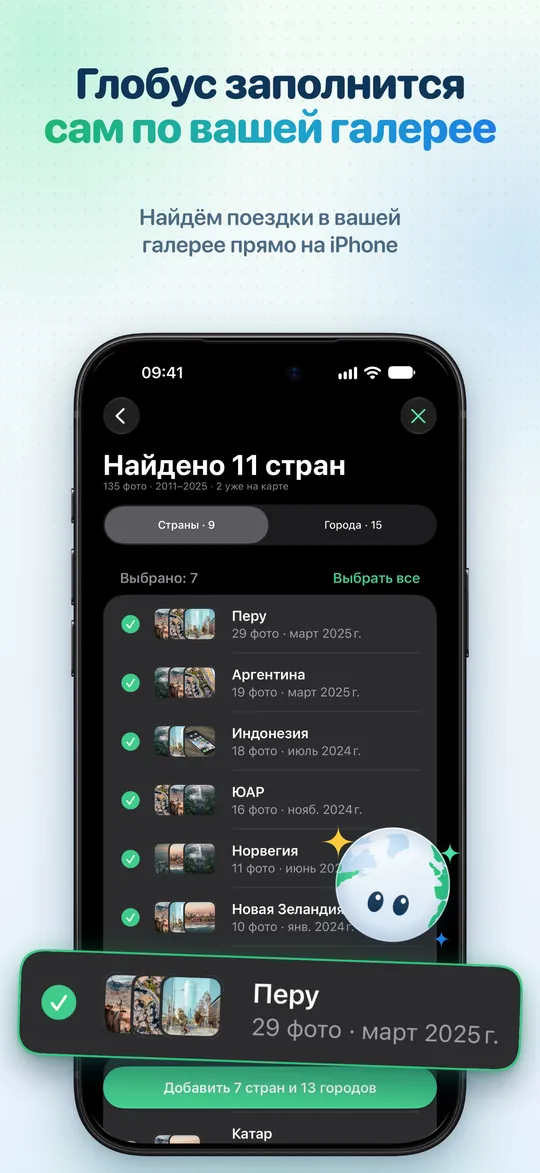 Глобус заполнится
сам по вашей галерее
Найдём поездки в вашей
галерее прямо на iPhone
09:41
Найдено 11 стран
135 фото · 2011–2025 · 2 уже на карте
Страны · 9
Города · 15
Выбрано: 7
Выбрать все
Перу
29 фото · март 2025 г.
Аргентина
19 фото · март 2025 г.
Индонезия
18 фото · июль 2024 г.
ЮАР
16 фото · нояб. 2024 г.
Норвегия
11 фото · июнь 202
Новая Зеландия
10 фото · янв. 2024 г.
Перу
29 фото · март 2025 г.
Добавить 7 стран и 13 городов
Катар